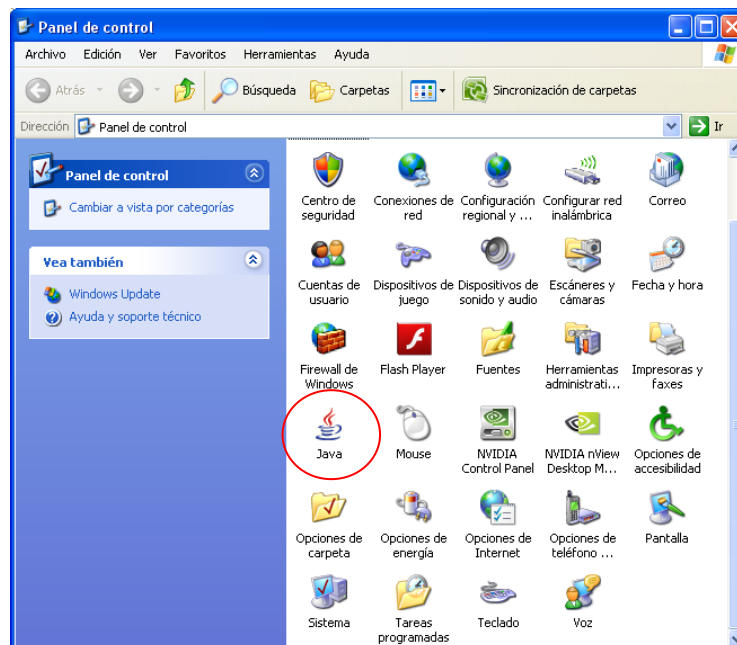 Panel de control
Archivo Edición Ver Favoritos Herramientas Ayuda
Atrás Búsqueda Carpetas Sincronización de carpetas
Dirección Panel de control Ir
Panel de control
Cambiar a vista por categorías
Vea también
Windows Update
Ayuda y soporte técnico
Centro de seguridad
Conexiones de red
Configuración regional y ...
Configurar red inalámbrica
Correo
Cuentas de usuario
Dispositivos de juego
Dispositivos de sonido y audio
Escáneres y cámaras
Fecha y hora
Firewall de Windows
Flash Player
Fuentes
Herramientas administrati...
Impresoras y faxes
Java
Mouse
NVIDIA Control Panel
NVIDIA nView Desktop M...
Opciones de accesibilidad
Opciones de carpeta
Opciones de energía
Opciones de Internet
Opciones de teléfono ...
Pantalla
Sistema
Tareas programadas
Teclado
Voz